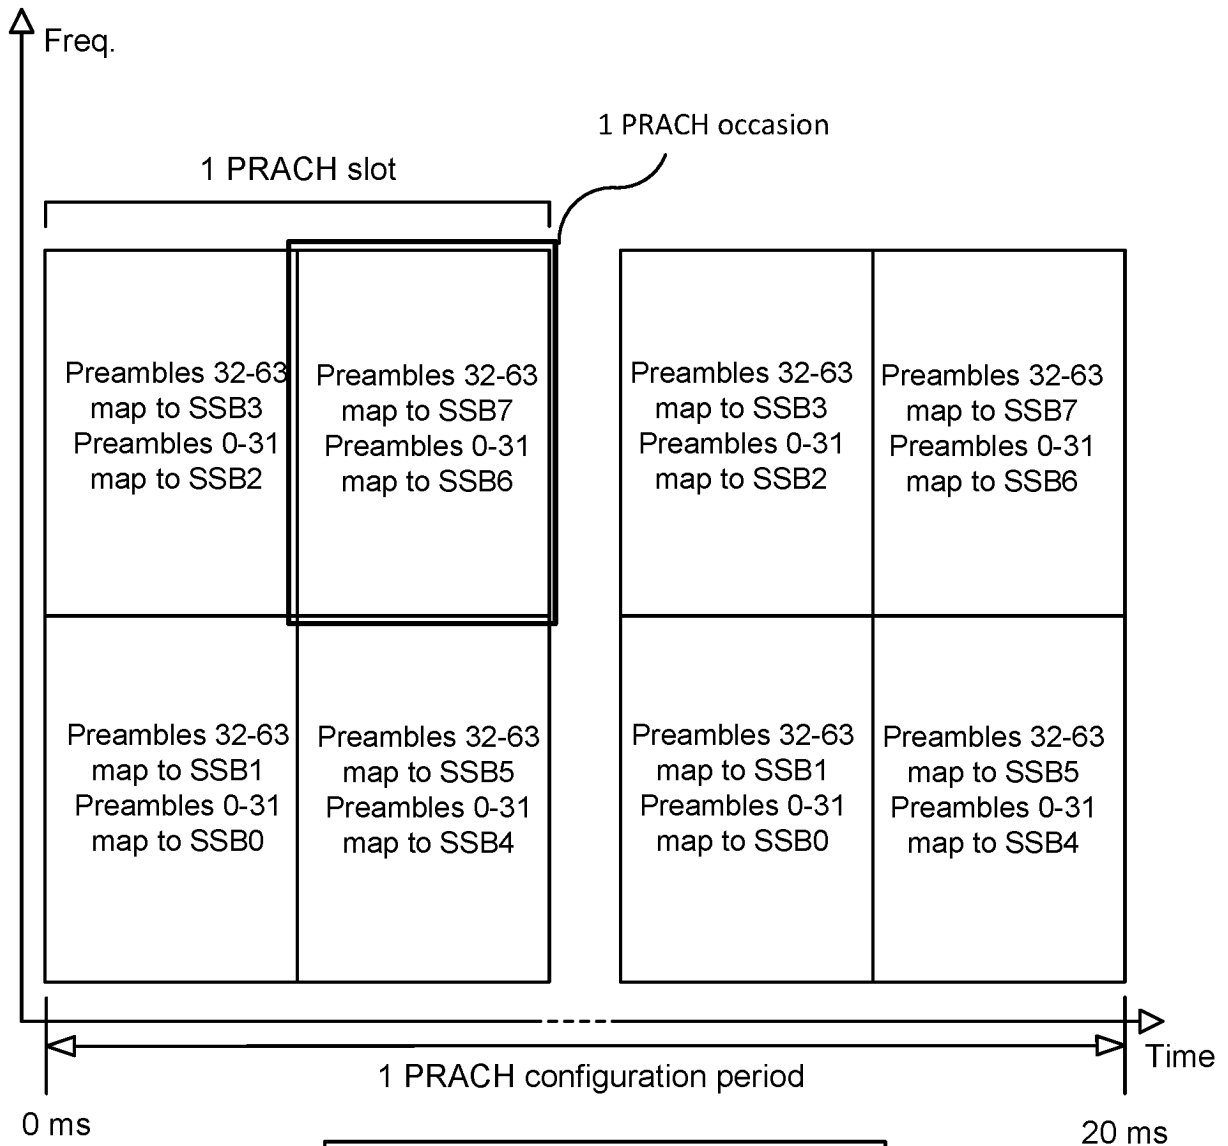 Freq.
1 PRACH occasion
1 PRACH slot
Preambles 32-63
map to SSB3
Preambles 0-31
map to SSB2
Preambles 32-63
map to SSB7
Preambles 0-31
map to SSB6
Preambles 32-63
map to SSB3
Preambles 0-31
map to SSB2
Preambles 32-63
map to SSB7
Preambles 0-31
map to SSB6
Preambles 32-63
map to SSB1
Preambles 0-31
map to SSB0
Preambles 32-63
map to SSB5
Preambles 0-31
map to SSB4
Preambles 32-63
map to SSB1
Preambles 0-31
map to SSB0
Preambles 32-63
map to SSB5
Preambles 0-31
map to SSB4
Time
1 PRACH configuration period
0 ms
20 ms